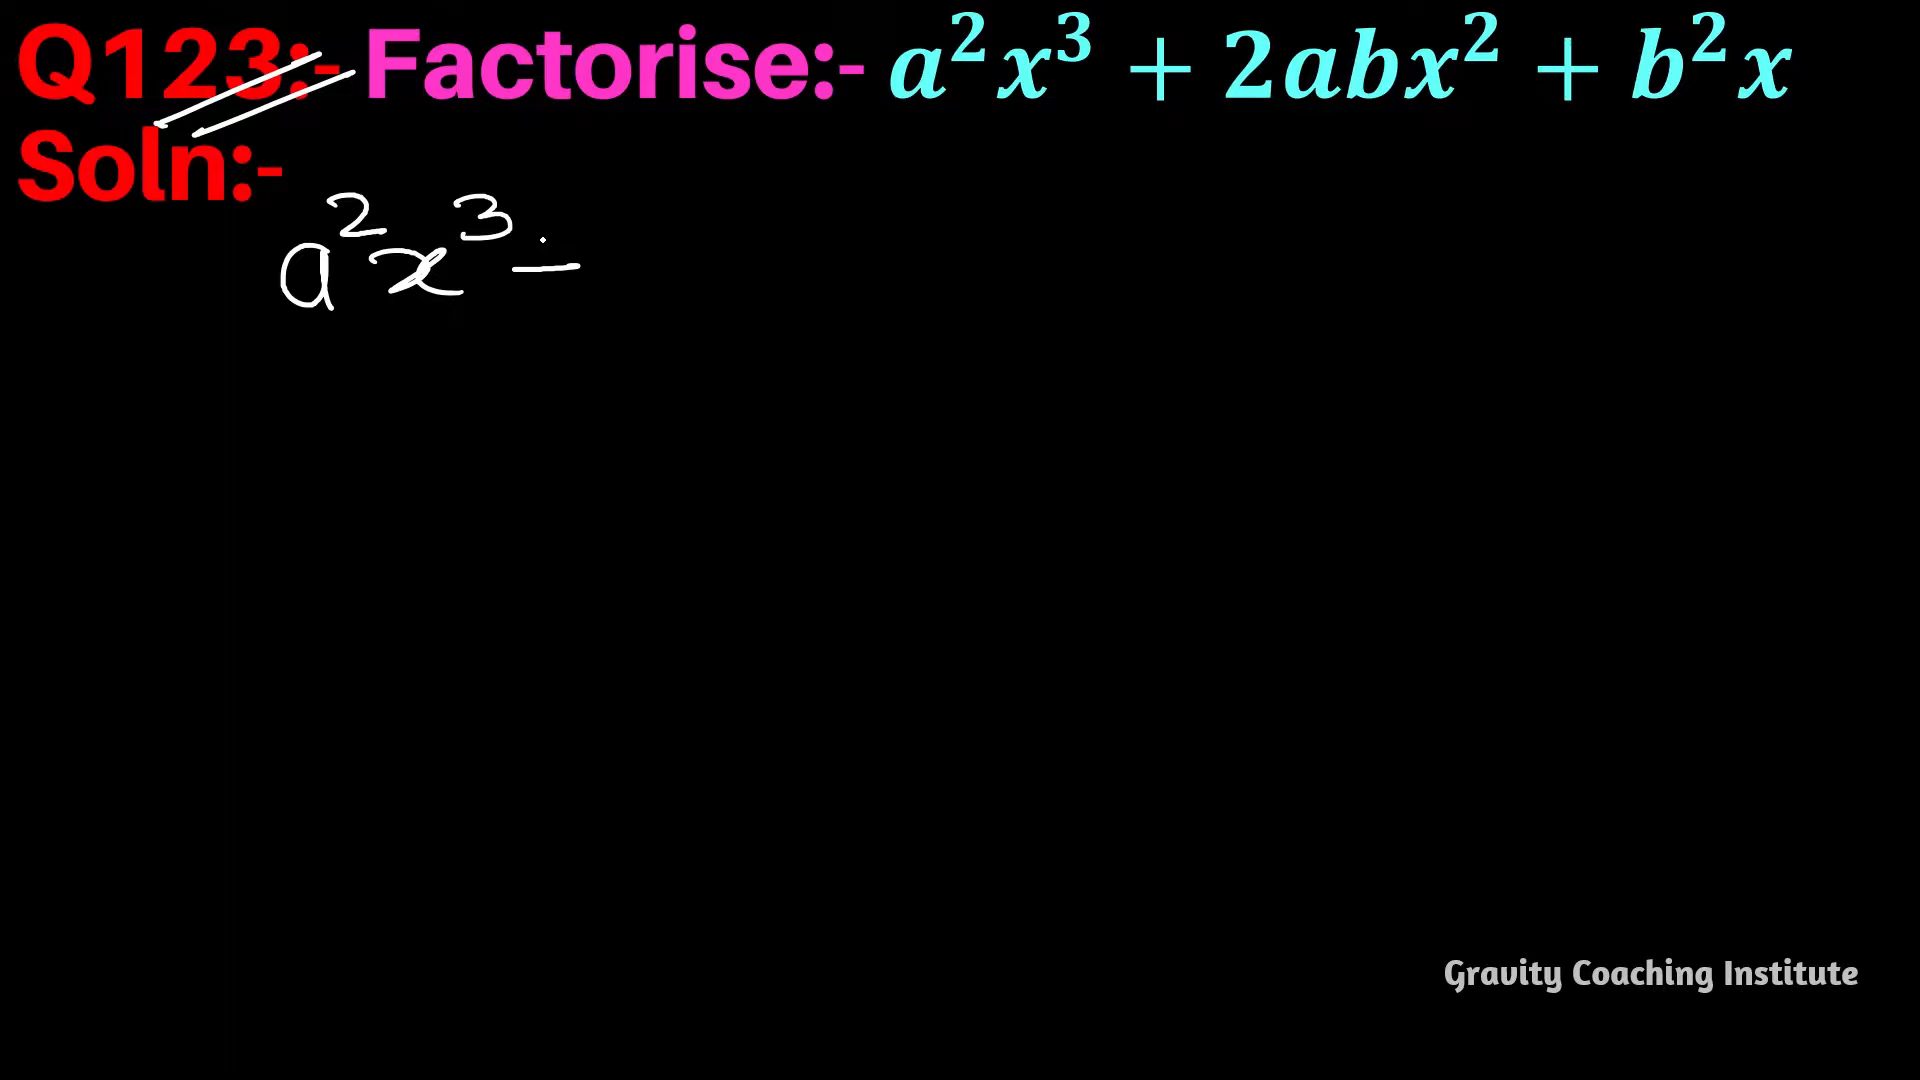 Q123:- Factorise:- a²x³ + 2abx² + b²x
Soln:-
a²x³ –
Gravity Coaching Institute